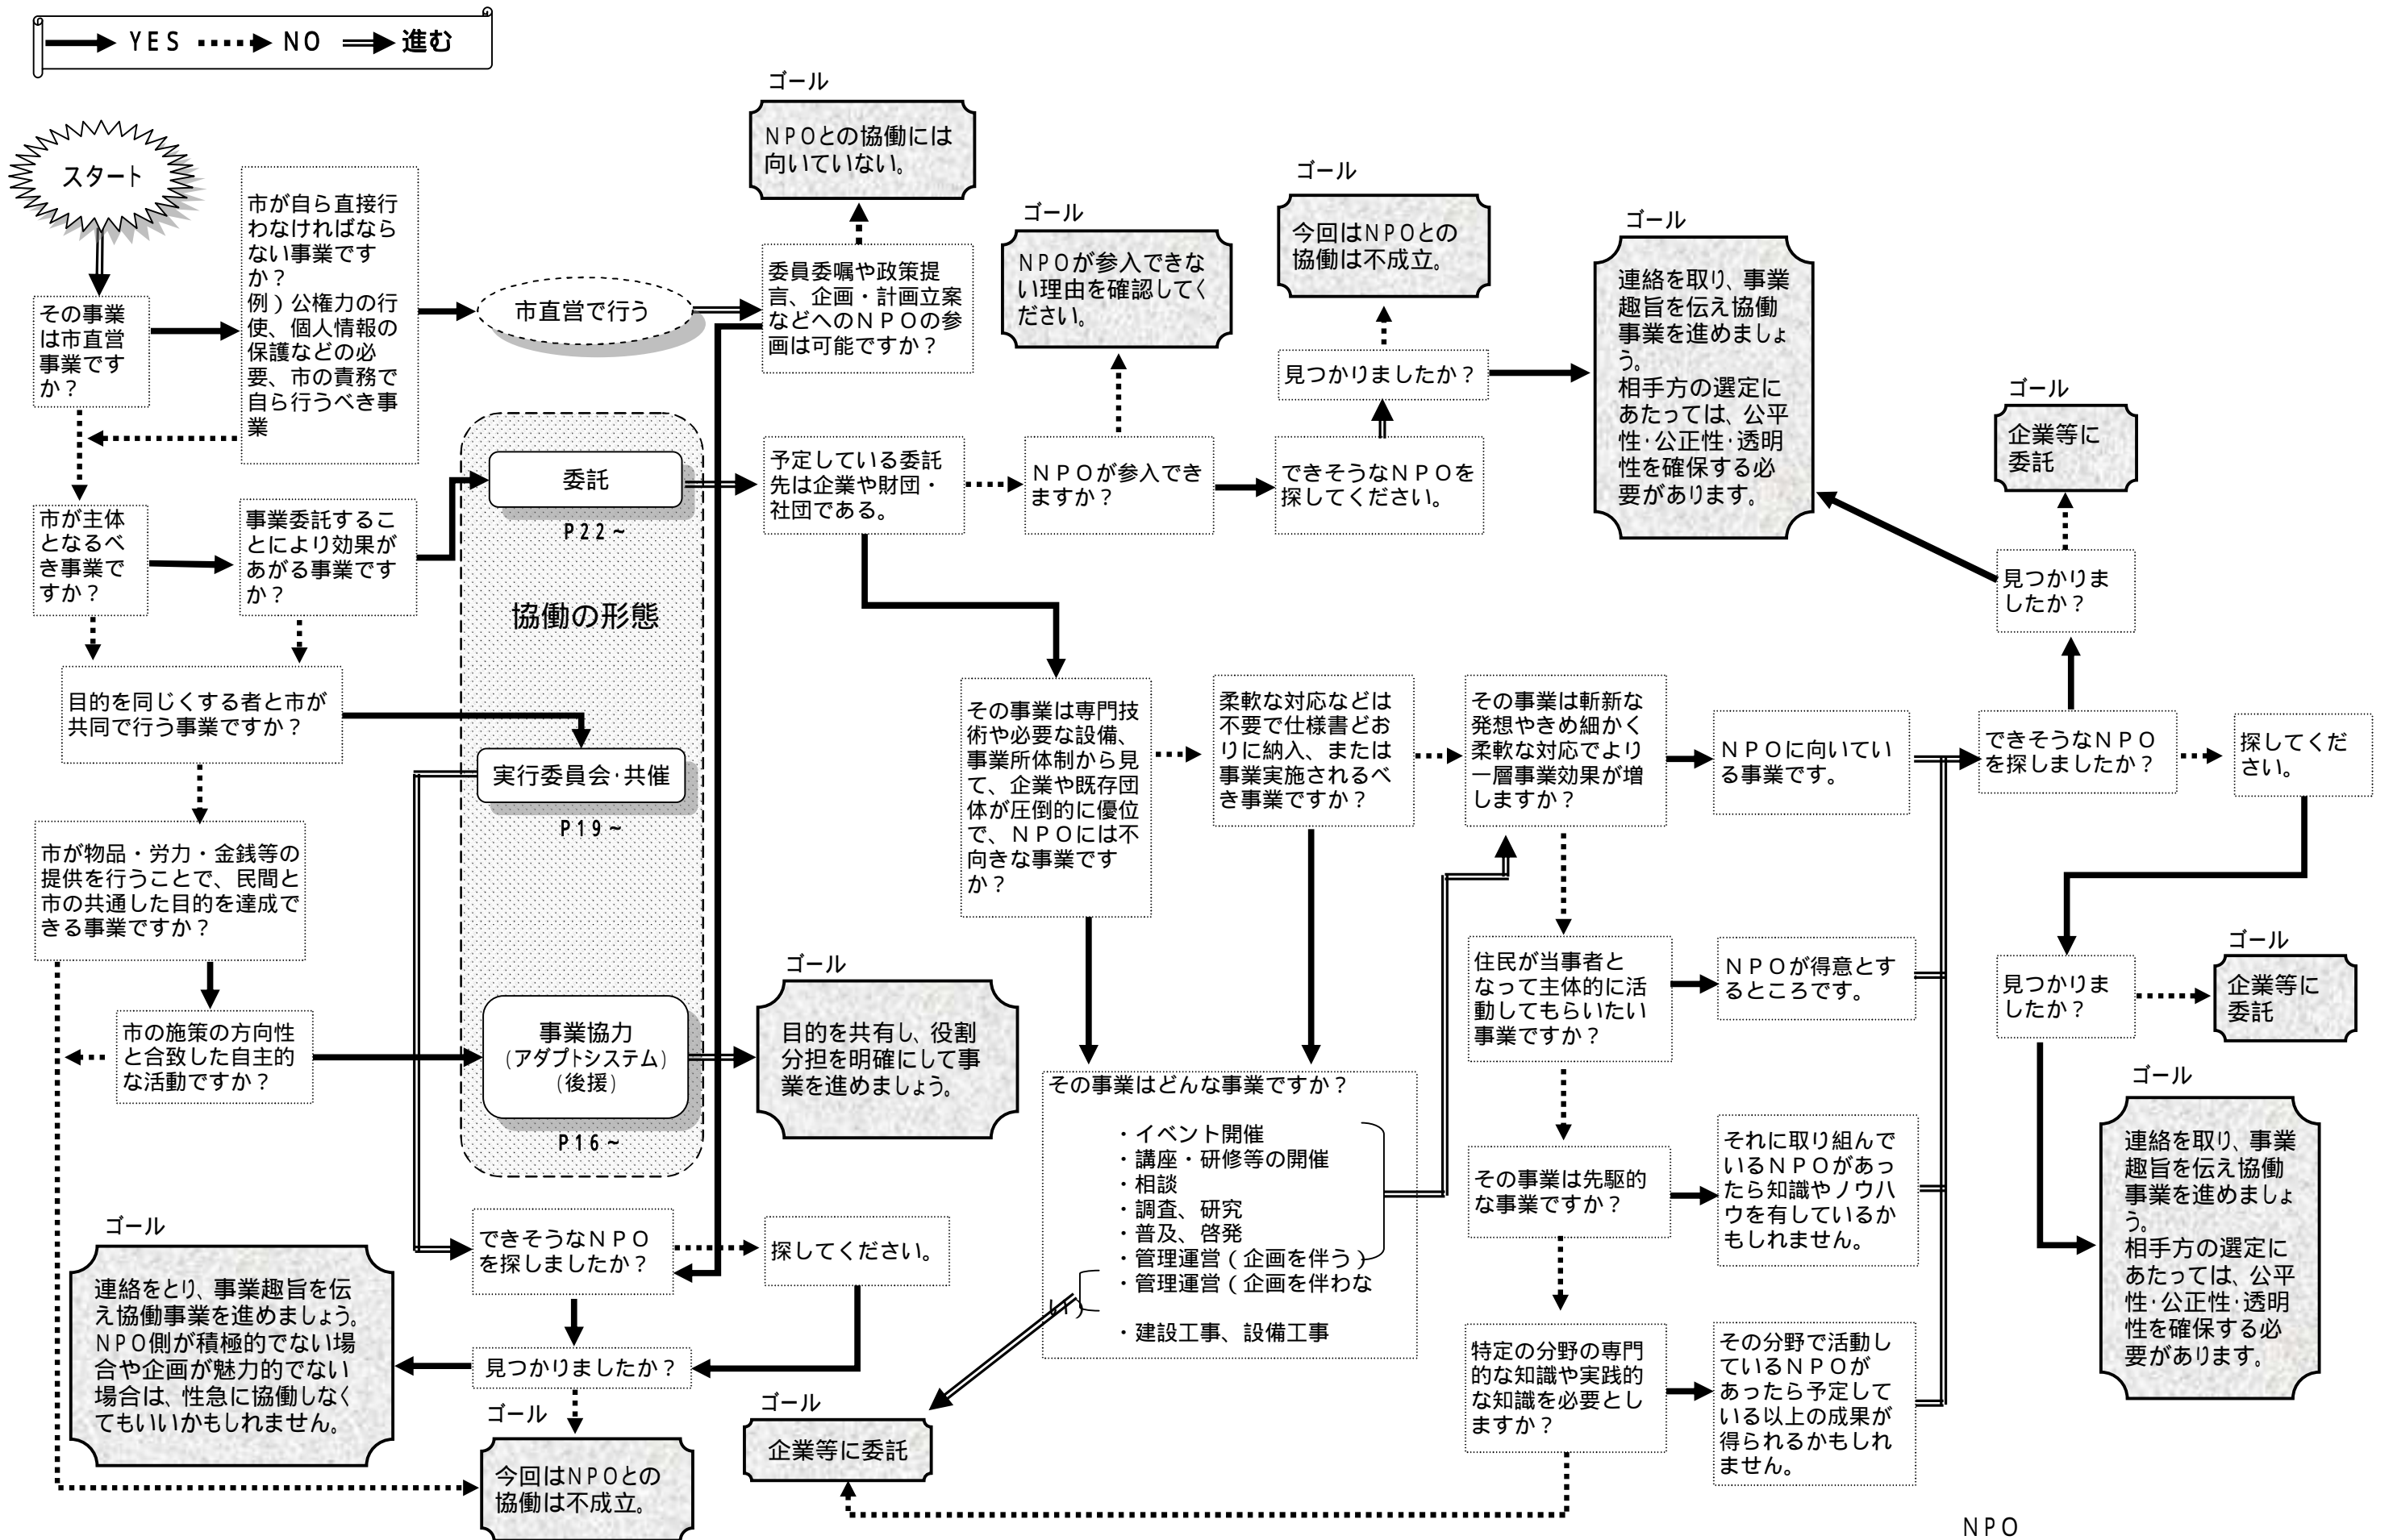 YES NO 進む
スタート
その事業
は市直営
事業です
か？
市が自ら直接行
わなければなら
ない事業です
か？
例）公権力の行
使、個人情報の
保護などの必
要、市の責務で
自ら行うべき事
業
市直営で行う
委員委嘱や政策提
言、企画・計画立案
などへのＮＰＯの参
画は可能ですか？
ゴール
ＮＰＯとの協働には
向いていない。
市が主体
となるべ
き事業で
すか？
事業委託するこ
とにより効果が
あがる事業です
か？
協働の形態
委託
P22～
実行委員会・共催
P19～
事業協力
（アダプトシステム）
（後援）
P16～
予定している委託
先は企業や財団・
社団である。
ＮＰＯが参入でき
ますか？
ゴール
ＮＰＯが参入できな
い理由を確認してく
ださい。
できそうなＮＰＯを
探してください。
見つかりましたか？
ゴール
今回はＮＰＯとの
協働は不成立。
ゴール
連絡を取り、事業
趣旨を伝え協働
事業を進めましょ
う。
相手方の選定に
あたっては、公平
性・公正性・透明
性を確保する必
要があります。
ゴール
企業等に
委託
見つかりま
したか？
目的を同じくする者と市が
共同で行う事業ですか？
市が物品・労力・金銭等の
提供を行うことで、民間と
市の共通した目的を達成で
きる事業ですか？
市の施策の方向性
と合致した自主的
な活動ですか？
ゴール
目的を共有し、役割
分担を明確にして事
業を進めましょう。
その事業は専門技
術や必要な設備、
事業所体制から見
て、企業や既存団
体が圧倒的に優位
で、ＮＰＯには不
向きな事業です
か？
柔軟な対応などは
不要で仕様書どお
りに納入、または
事業実施されるべ
き事業ですか？
その事業は斬新な
発想やきめ細かく
柔軟な対応でより
一層事業効果が増
しますか？
ＮＰＯに向いてい
る事業です。
できそうなＮＰＯ
を探しましたか？
探してくだ
さい。
住民が当事者と
なって主体的に活
動してもらいたい
事業ですか？
ＮＰＯが得意とす
るところです。
見つかりま
したか？
ゴール
企業等に
委託
その事業はどんな事業ですか？
・イベント開催
・講座・研修等の開催
・相談
・調査、研究
・普及、啓発
・管理運営（企画を伴う）
・管理運営（企画を伴わな
い）
・建設工事、設備工事
その事業は先駆的
な事業ですか？
それに取り組んで
いるＮＰＯがあっ
たら知識やノウハ
ウを有しているか
もしれません。
ゴール
連絡を取り、事業
趣旨を伝え協働
事業を進めましょ
う。
相手方の選定に
あたっては、公平
性・公正性・透明
性を確保する必
要があります。
できそうなＮＰＯ
を探しましたか？
探してください。
見つかりましたか？
ゴール
連絡をとり、事業趣旨を伝
え協働事業を進めましょう。
ＮＰＯ側が積極的でない場
合や企画が魅力的でない
場合は、性急に協働しなく
てもいいかもしれません。
ゴール
今回はＮＰＯとの
協働は不成立。
ゴール
企業等に委託
特定の分野の専門
的な知識や実践的
な知識を必要とし
ますか？
その分野で活動し
ているＮＰＯが
あったら予定して
いる以上の成果が
得られるかもしれ
ません。
ＮＰＯ